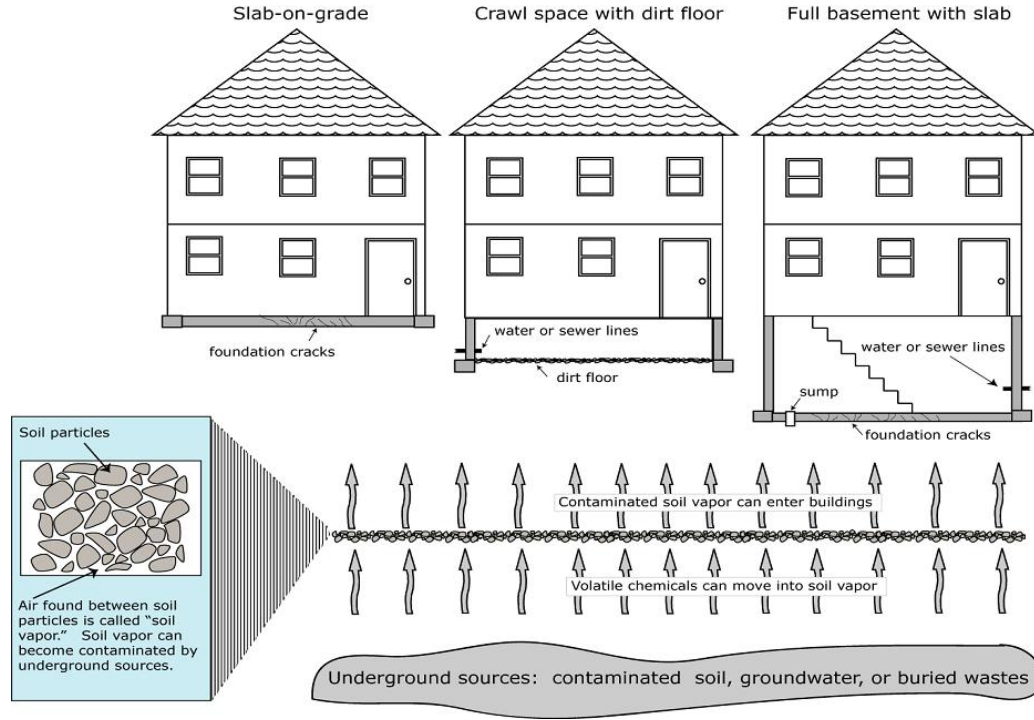 Slab-on-grade
Crawl space with dirt floor
Full basement with slab
foundation cracks
water or sewer lines
dirt floor
water or sewer lines
sump
foundation cracks
Soil particles
Air found between soil
particles is called “soil
vapor.” Soil vapor can
become contaminated by
underground sources.
Contaminated soil vapor can enter buildings
Volatile chemicals can move into soil vapor
Underground sources: contaminated soil, groundwater, or buried wastes